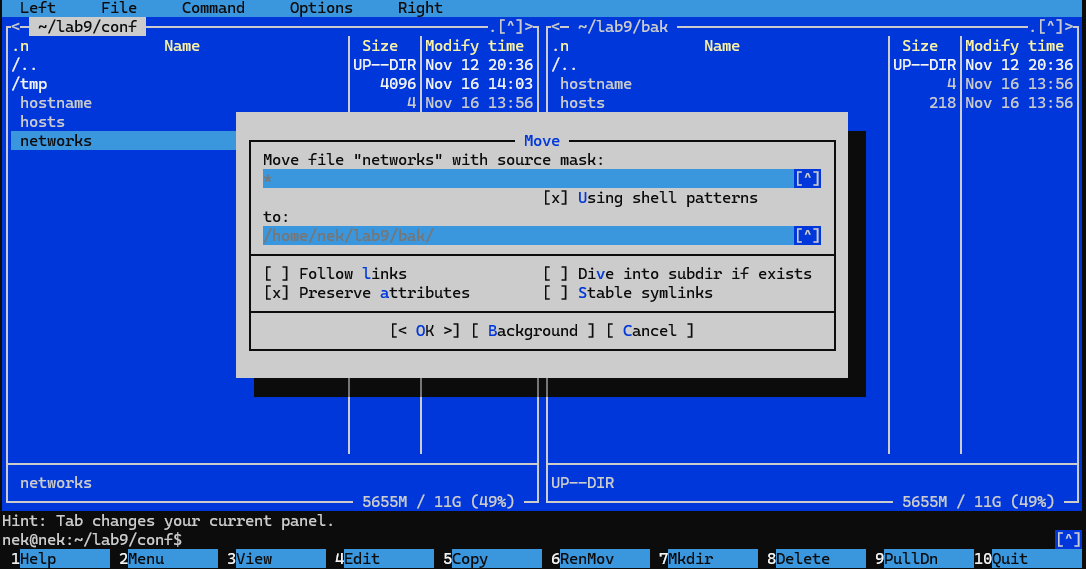 Left File Command Options Right
<─ ~/lab9/conf .[^]> <─ ~/lab9/bak .[^]>
.n Name Size Modify time .n Name Size Modify time
/.. UP--DIR Nov 12 20:36 /.. UP--DIR Nov 12 20:36
/tmp 4096 Nov 16 14:03 hostname 4 Nov 16 13:56
hostname 4 Nov 16 13:56 hosts 218 Nov 16 13:56
hosts
networks
Move
Move file "networks" with source mask:
* [^]
[x] Using shell patterns
to:
/home/nek/lab9/bak/ [^]
[ ] Follow links [ ] Dive into subdir if exists
[x] Preserve attributes [ ] Stable symlinks
[< OK >] [ Background ] [ Cancel ]
networks UP--DIR
5655M / 11G (49%) 5655M / 11G (49%)
Hint: Tab changes your current panel.
nek@nek:~/lab9/conf$ [^]
1Help 2Menu 3View 4Edit 5Copy 6RenMov 7Mkdir 8Delete 9PullDn 10Quit